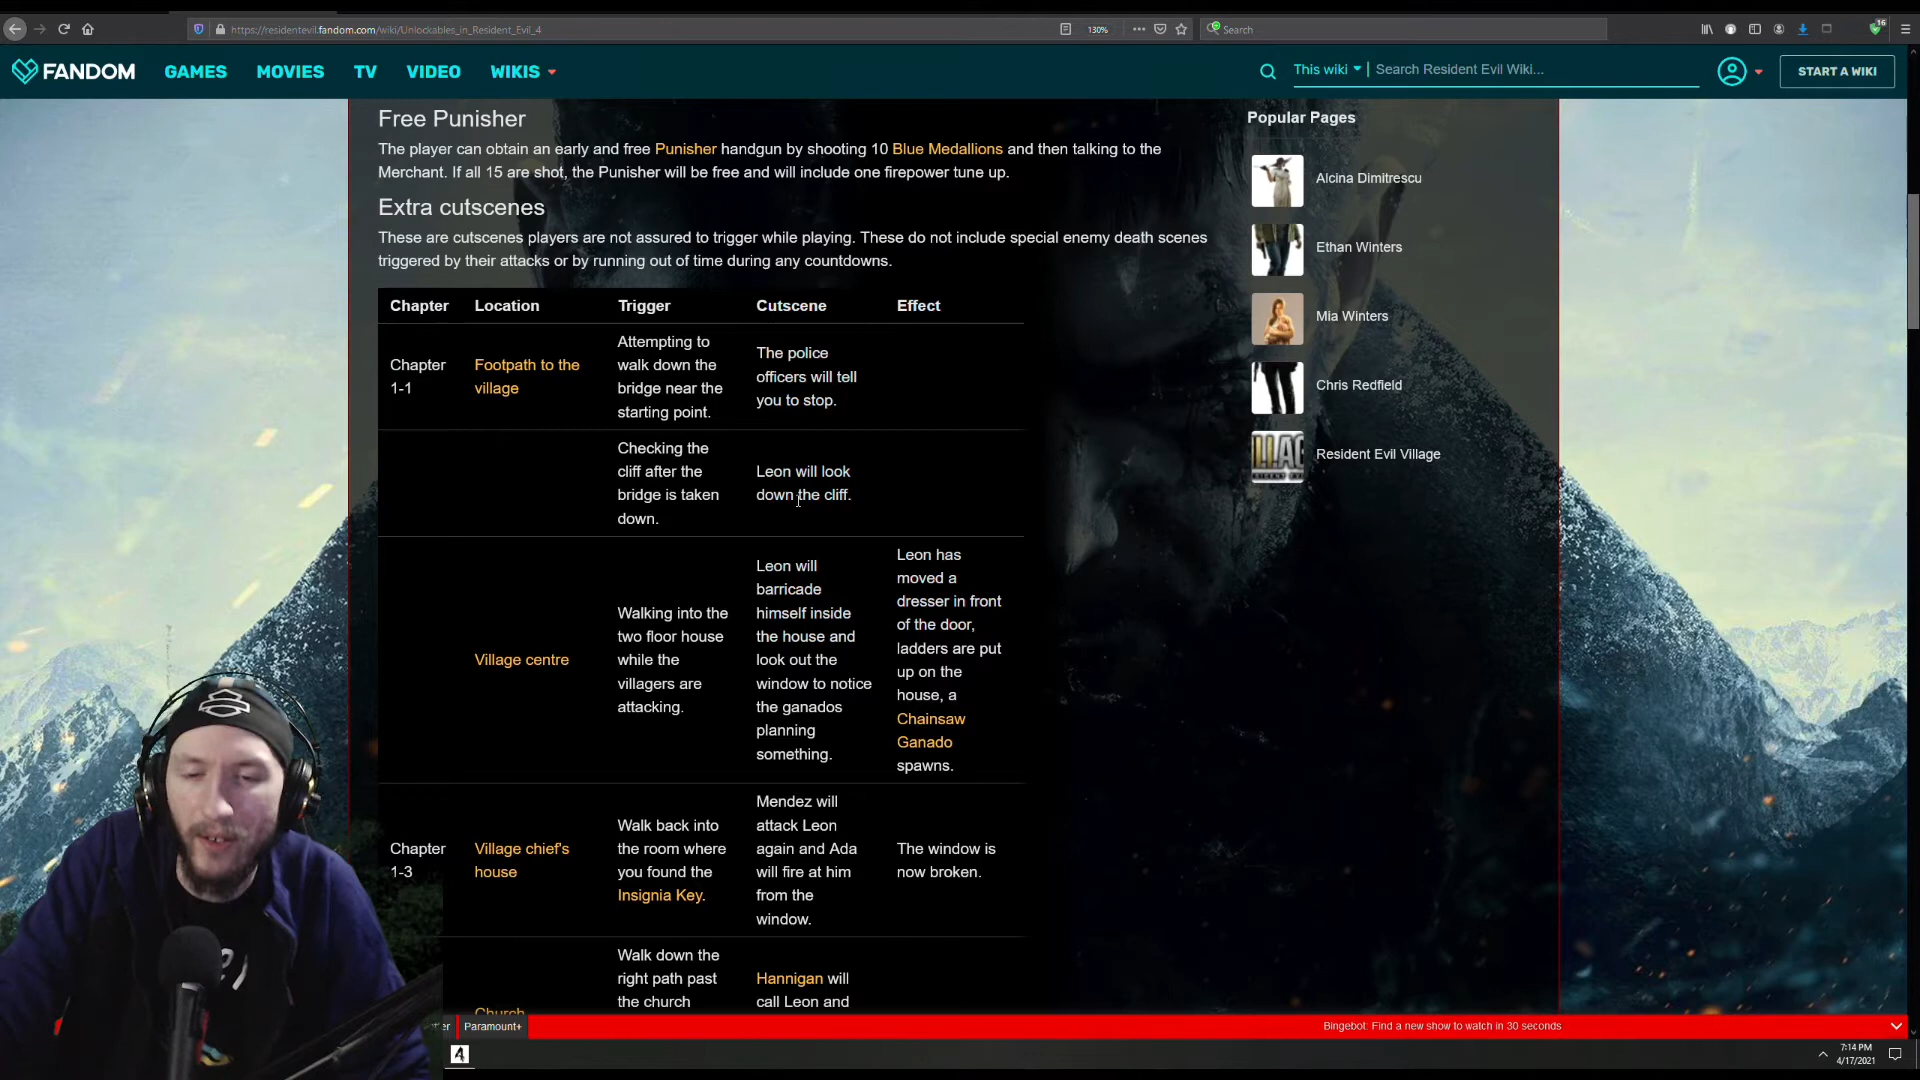 https://residentevil.fandom.com/wiki/Unlockables_in_Resident_Evil_4
130%
Search
16
FANDOM
GAMES
MOVIES
TV
VIDEO
WIKIS
This wiki
Search Resident Evil Wiki...
START A WIKI
Free Punisher
The player can obtain an early and free Punisher handgun by shooting 10 Blue Medallions and then talking to the
Merchant. If all 15 are shot, the Punisher will be free and will include one firepower tune up.
Extra cutscenes
These are cutscenes players are not assured to trigger while playing. These do not include special enemy death scenes
triggered by their attacks or by running out of time during any countdowns.
Chapter
Location
Trigger
Cutscene
Effect
Chapter
1-1
Footpath to the
village
Attempting to
walk down the
bridge near the
starting point.
The police
officers will tell
you to stop.
Checking the
cliff after the
bridge is taken
down.
Leon will look
down the cliff.
Village centre
Walking into the
two floor house
while the
villagers are
attacking.
Leon will
barricade
himself inside
the house and
look out the
window to notice
the ganados
planning
something.
Leon has
moved a
dresser in front
of the door,
ladders are put
up on the
house, a
Chainsaw
Ganado
spawns.
Chapter
1-3
Village chief's
house
Walk back into
the room where
you found the
Insignia Key.
Mendez will
attack Leon
again and Ada
will fire at him
from the
window.
The window is
now broken.
Church
Walk down the
right path past
the church
Hannigan will
call Leon and
Popular Pages
Alcina Dimitrescu
Ethan Winters
Mia Winters
Chris Redfield
Resident Evil Village
Paramount+
Bingebot: Find a new show to watch in 30 seconds
7:14 PM
4/17/2021